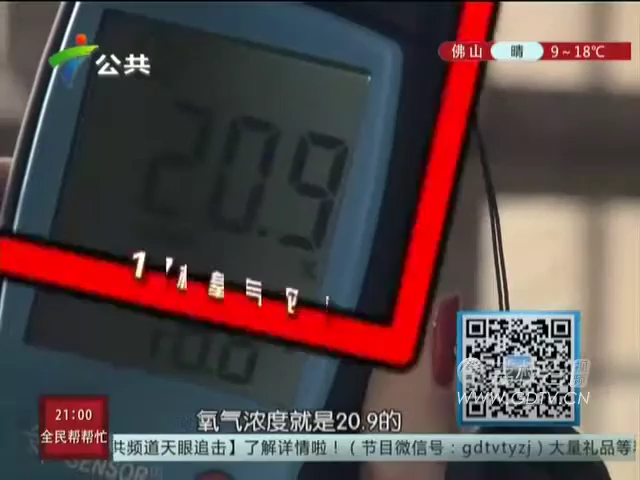 公共
佛山 晴 9~18℃
20.9
氧气浓度就是20.9的
21:00
全民帮帮忙
共频道天眼追击】了解详情啦！（节目微信号：gdtvtyzj）大量礼品等
SENSOR
WWW.GDTV.CN